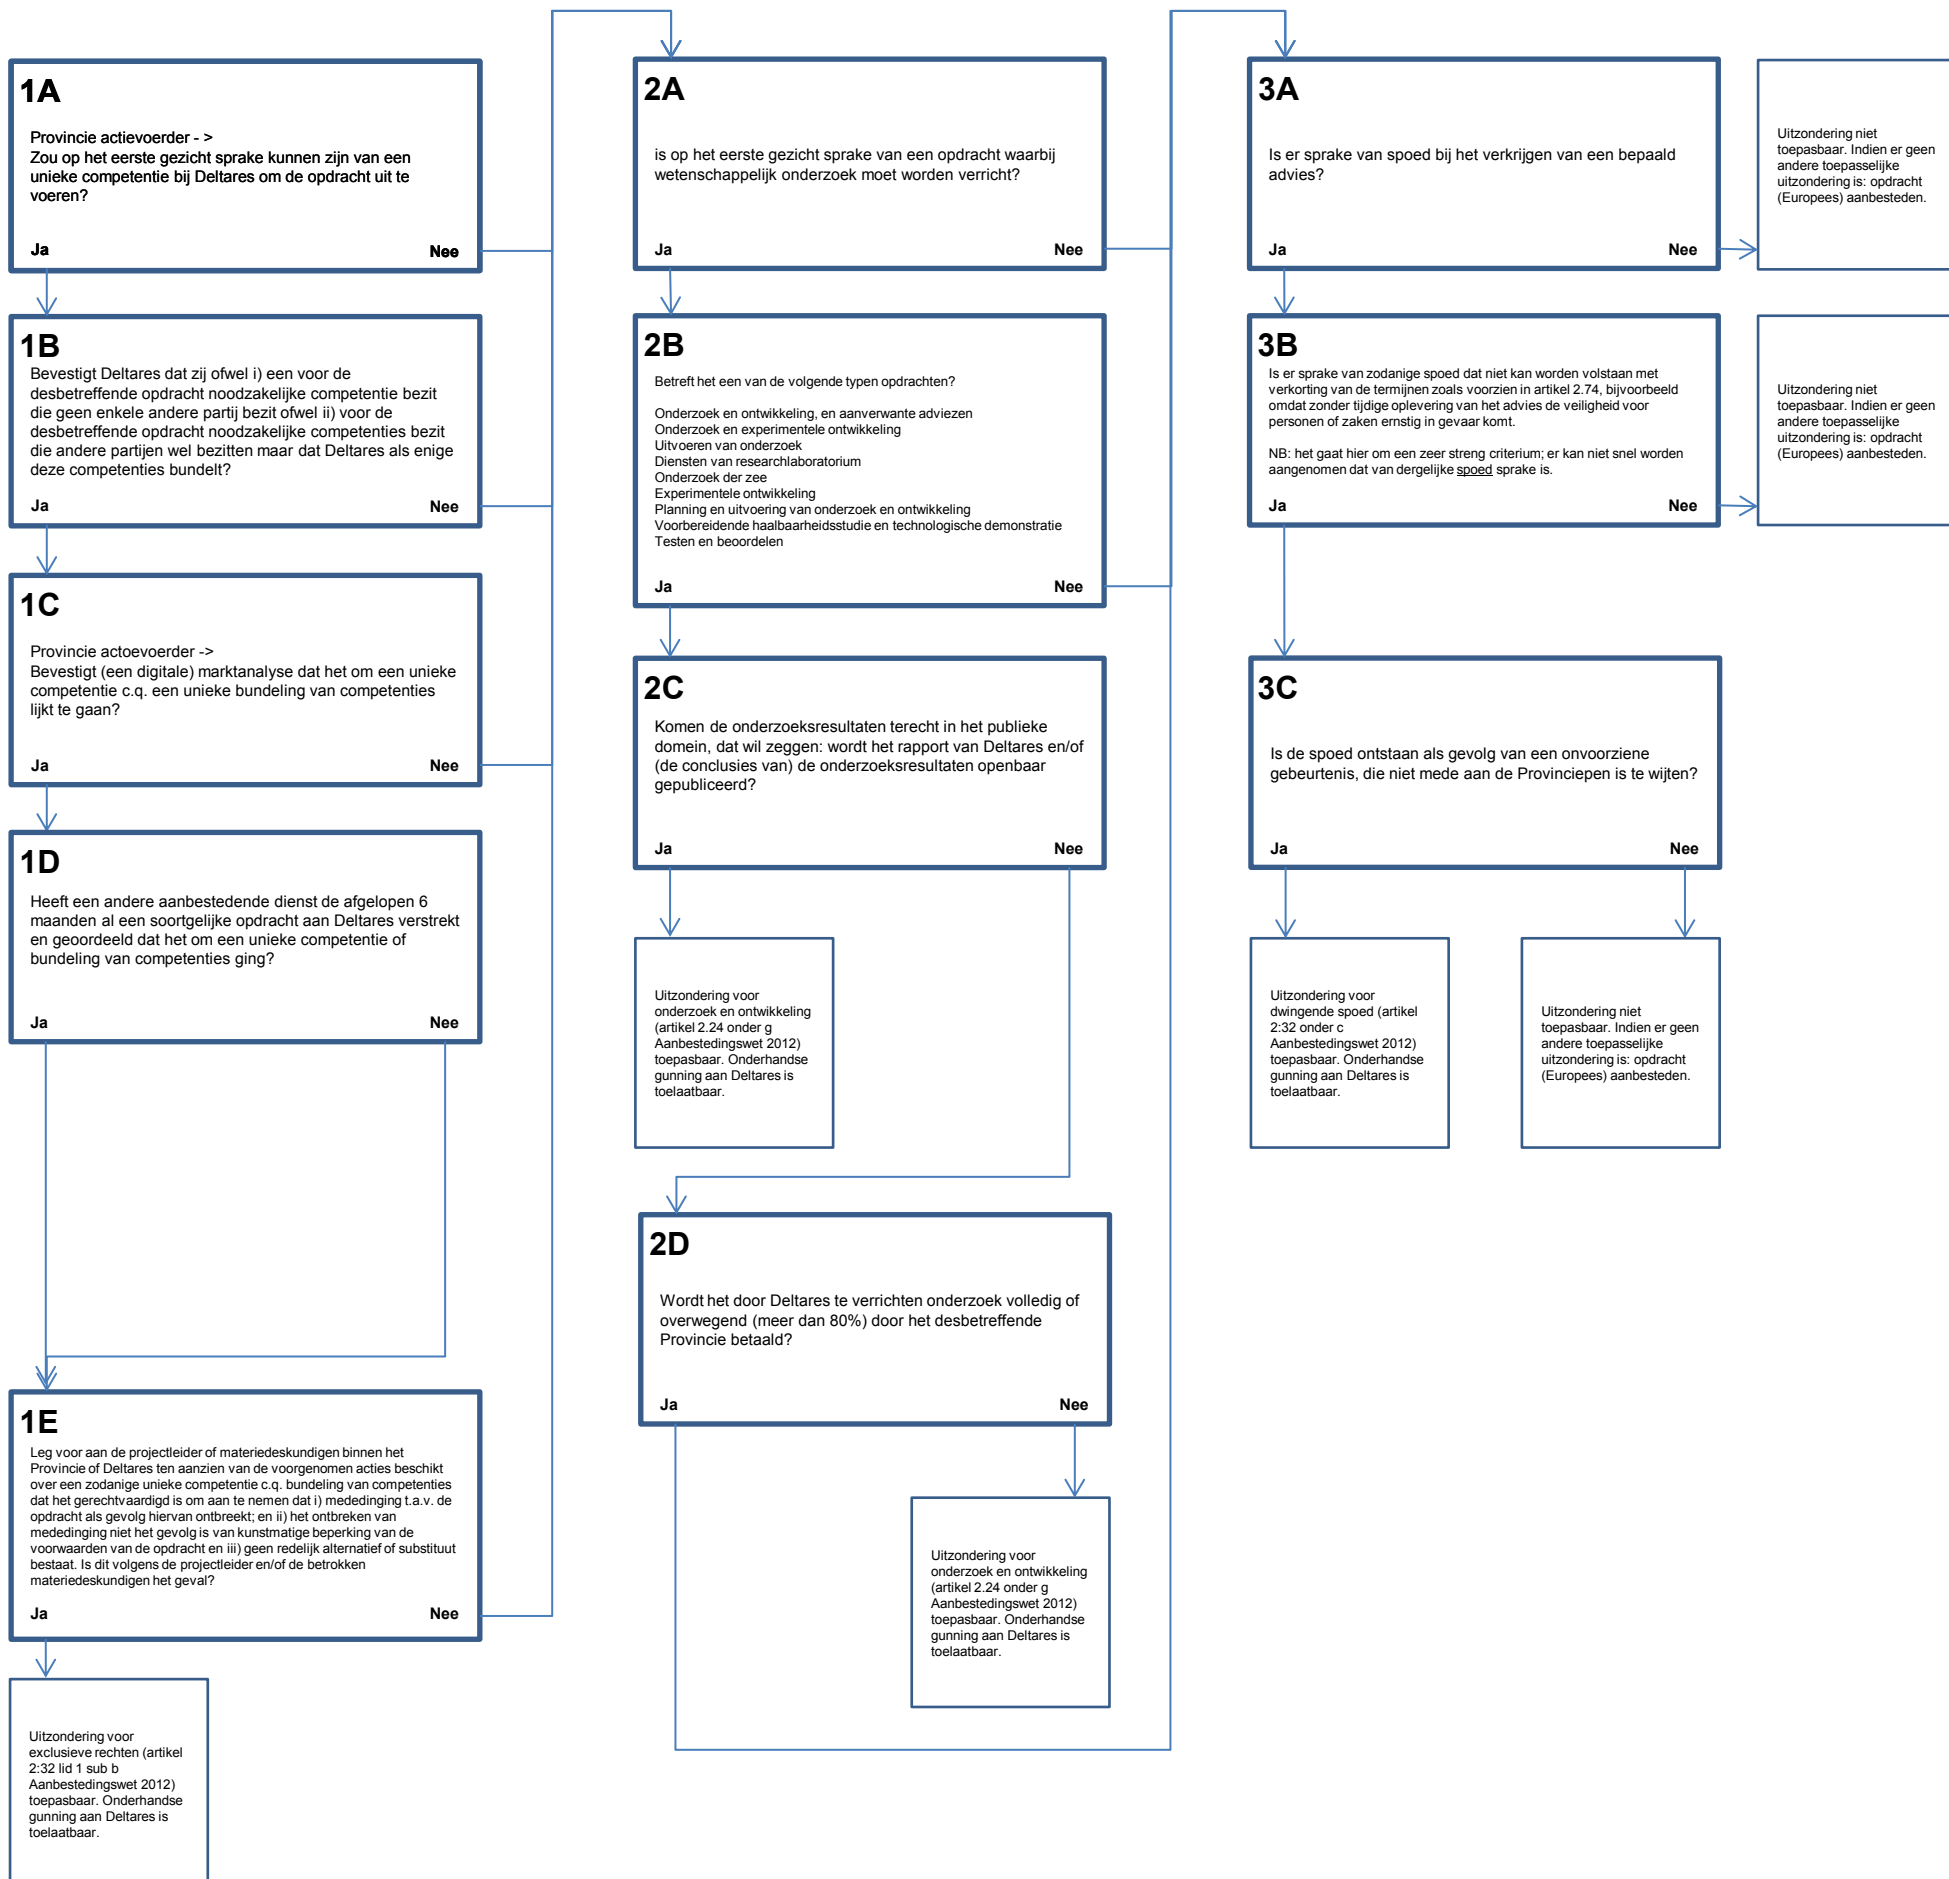 1A
Provincie actievoerder - >
Zou op het eerste gezicht sprake kunnen zijn van een
unieke competentie bij Deltares om de opdracht uit te
voeren?
Ja Nee
1B
Bevestigt Deltares dat zij ofwel i) een voor de
desbetreffende opdracht noodzakelijke competentie bezit
die geen enkele andere partij bezit ofwel ii) voor de
desbetreffende opdracht noodzakelijke competenties bezit
die andere partijen wel bezitten maar dat Deltares als enige
deze competenties bundelt?
Ja Nee
1C
Provincie actoevoerder ->
Bevestigt (een digitale) marktanalyse dat het om een unieke
competentie c.q. een unieke bundeling van competenties
lijkt te gaan?
Ja Nee
1D
Heeft een andere aanbestedende dienst de afgelopen 6
maanden al een soortgelijke opdracht aan Deltares verstrekt
en geoordeeld dat het om een unieke competentie of
bundeling van competenties ging?
Ja Nee
1E
Leg voor aan de projectleider of materiedeskundigen binnen het
Provincie of Deltares ten aanzien van de voorgenomen acties beschikt
over een zodanige unieke competentie c.q. bundeling van competenties
dat het gerechtvaardigd is om aan te nemen dat i) mededinging t.a.v. de
opdracht als gevolg hiervan ontbreekt; en ii) het ontbreken van
mededinging niet het gevolg is van kunstmatige beperking van de
voorwaarden van de opdracht en iii) geen redelijk alternatief of substituut
bestaat. Is dit volgens de projectleider en/of de betrokken
materiedeskundigen het geval?
Ja Nee
Uitzondering voor
exclusieve rechten (artikel
2:32 lid 1 sub b
Aanbestedingswet 2012)
toepasbaar. Onderhandse
gunning aan Deltares is
toelaatbaar.
2A
is op het eerste gezicht sprake van een opdracht waarbij
wetenschappelijk onderzoek moet worden verricht?
Ja Nee
2B
Betreft het een van de volgende typen opdrachten?
Onderzoek en ontwikkeling, en aanverwante adviezen
Onderzoek en experimentele ontwikkeling
Uitvoeren van onderzoek
Diensten van researchlaboratorium
Onderzoek der zee
Experimentele ontwikkeling
Planning en uitvoering van onderzoek en ontwikkeling
Voorbereidende haalbaarheidsstudie en technologische demonstratie
Testen en beoordelen
Ja Nee
2C
Komen de onderzoeksresultaten terecht in het publieke
domein, dat wil zeggen: wordt het rapport van Deltares en/of
(de conclusies van) de onderzoeksresultaten openbaar
gepubliceerd?
Ja Nee
Uitzondering voor
onderzoek en ontwikkeling
(artikel 2.24 onder g
Aanbestedingswet 2012)
toepasbaar. Onderhandse
gunning aan Deltares is
toelaatbaar.
2D
Wordt het door Deltares te verrichten onderzoek volledig of
overwegend (meer dan 80%) door het desbetreffende
Provincie betaald?
Ja Nee
Uitzondering voor
onderzoek en ontwikkeling
(artikel 2.24 onder g
Aanbestedingswet 2012)
toepasbaar. Onderhandse
gunning aan Deltares is
toelaatbaar.
3A
Is er sprake van spoed bij het verkrijgen van een bepaald
advies?
Ja Nee
Uitzondering niet
toepasbaar. Indien er geen
andere toepasselijke
uitzondering is: opdracht
(Europees) aanbesteden.
3B
Is er sprake van zodanige spoed dat niet kan worden volstaan met
verkorting van de termijnen zoals voorzien in artikel 2.74, bijvoorbeeld
omdat zonder tijdige oplevering van het advies de veiligheid voor
personen of zaken ernstig in gevaar komt.
NB: het gaat hier om een zeer streng criterium; er kan niet snel worden
aangenomen dat van dergelijke spoed sprake is.
Ja Nee
Uitzondering niet
toepasbaar. Indien er geen
andere toepasselijke
uitzondering is: opdracht
(Europees) aanbesteden.
3C
Is de spoed ontstaan als gevolg van een onvoorziene
gebeurtenis, die niet mede aan de Provinciepen is te wijten?
Ja Nee
Uitzondering voor
dwingende spoed (artikel
2:32 onder c
Aanbestedingswet 2012)
toepasbaar. Onderhandse
gunning aan Deltares is
toelaatbaar.
Uitzondering niet
toepasbaar. Indien er geen
andere toepasselijke
uitzondering is: opdracht
(Europees) aanbesteden.